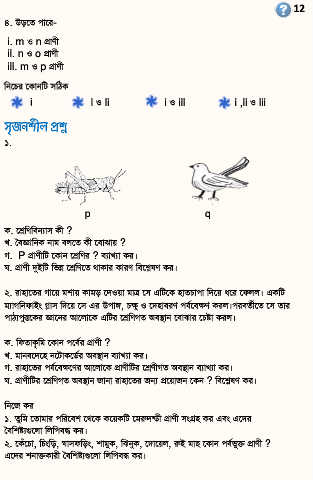 12
৪. উড়তে পারে-
i. m ও n প্রাণী
ii. n ও o প্রাণী
iii. m ও p প্রাণী
নিচের কোনটি সঠিক
i i ও ii i ও iii i ,ii ও iii
সৃজনশীল প্রশ্ন
১.
p q
ক. শ্রেণিবিন্যাস কী ?
খ. বৈজ্ঞানিক নাম বলতে কী বোঝায় ?
গ. P প্রাণীটি কোন শ্রেণির ? ব্যাখ্যা কর।
ঘ. প্রাণী দুইটি ভিন্ন শ্রেণিতে থাকার কারণ বিশ্লেষণ কর।
২. রাহাতের গায়ে মশায় কামড় দেওয়া মাত্র সে এটিকে হাতচাপা দিয়ে ধরে ফেলল। একটি
ম্যাগনিফাইং গ্লাস দিয়ে সে এর উপাঙ্গ, চক্ষু ও দেহাবরণ পর্যবেক্ষণ করল।পরবর্তীতে সে তার
পাঠ্যপুস্তকের জ্ঞানের আলোকে এটির শ্রেণিগত অবস্থান বোঝার চেষ্টা করল।
ক. ফিতাকৃমি কোন পর্বের প্রাণী ?
খ. মানবদেহে নটোকর্ডের অবস্থান ব্যাখ্যা কর।
গ. রাহাতের পর্যবেক্ষণের আলোকে প্রাণীটির শ্রেণীগত অবস্থান ব্যাখ্যা কর।
ঘ. প্রাণীটির শ্রেণিগত অবস্থান জানা রাহাতের জন্য প্রয়োজন কেন ? বিশ্লেষণ কর।
নিজে কর
১. তুমি তোমার পরিবেশ থেকে কয়েকটি মেরুদন্ডী প্রাণী সংগ্রহ কর এবং এদের
বৈশিষ্ট্যগুলো লিপিবদ্ধ কর।
২. কেঁচো, চিংড়ি, ঘাসফড়িং, শামুক, ঝিনুক, দোয়েল, রুই মাছ কোন পর্বভুক্ত প্রাণী ?
এদের শনাক্তকারী বৈশিষ্ট্যগুলো লিপিবদ্ধ কর।